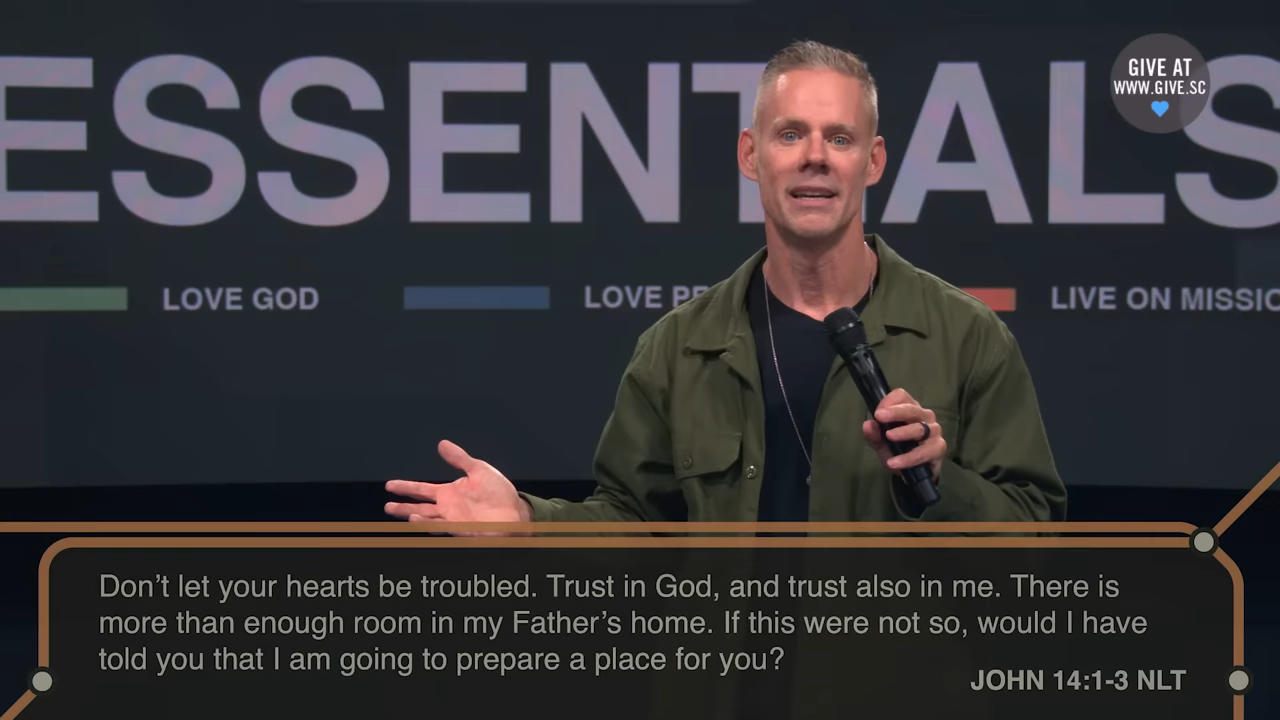 ESSENTIALS
GIVE AT
WWW.GIVE.SC
LOVE GOD
LOVE
LIVE ON
Don’t let your hearts be troubled. Trust in God, and trust also in me. There is
more than enough room in my Father’s home. If this were not so, would I have
told you that I am going to prepare a place for you?
JOHN 14:1-3 NLT